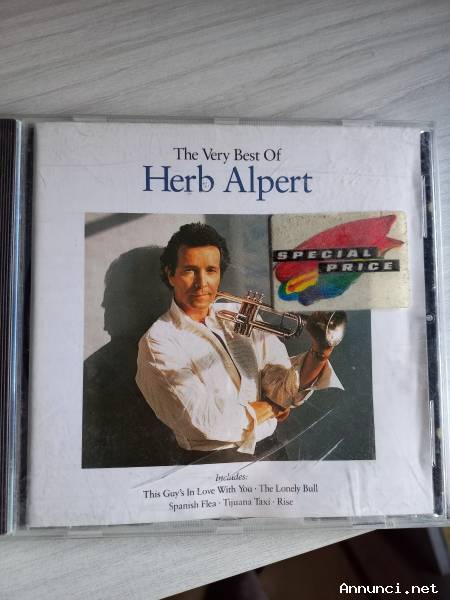 The Very Best Of
Herb Alpert
SPECIAL
PRICE
Includes:
This Guy's In Love With You · The Lonely Bull
Spanish Flea · Tijuana Taxi · Rise
Annunci.net